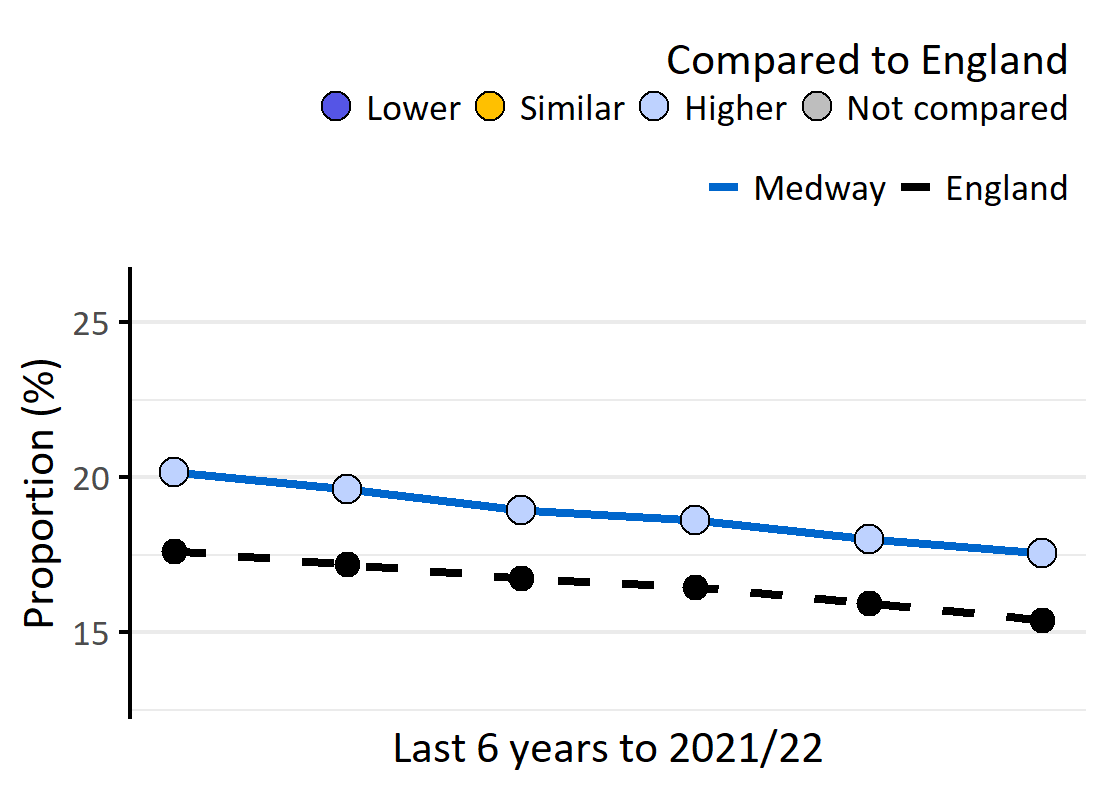 Compared to England
Lower Similar Higher Not compared
Medway England
Proportion (%)
25
20
15
Last 6 years to 2021/22